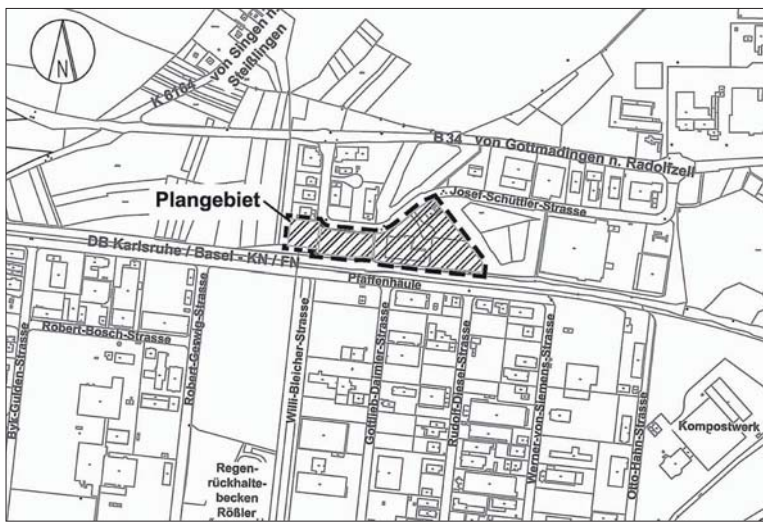 N
K 6164 von Singen n.
Steißlingen
B 34 von Gottmadingen n. Radolfzell
Plangebiet
Josef-Schüttler-Strasse
DB Karlsruhe / Basel - KN / FN
Pfaffenhäule
Robert-Bosch-Strasse
Byk-Gulden-Strasse
Robert-Gerwig-Strasse
Willi-Bleicher-Strasse
Gottlieb-Daimler-Strasse
Rudolf-Diesel-Strasse
Werner-von-Siemens-Strasse
Otto-Hahn-Strasse
Kompostwerk
Regen-
rückhalte-
becken
Rößler